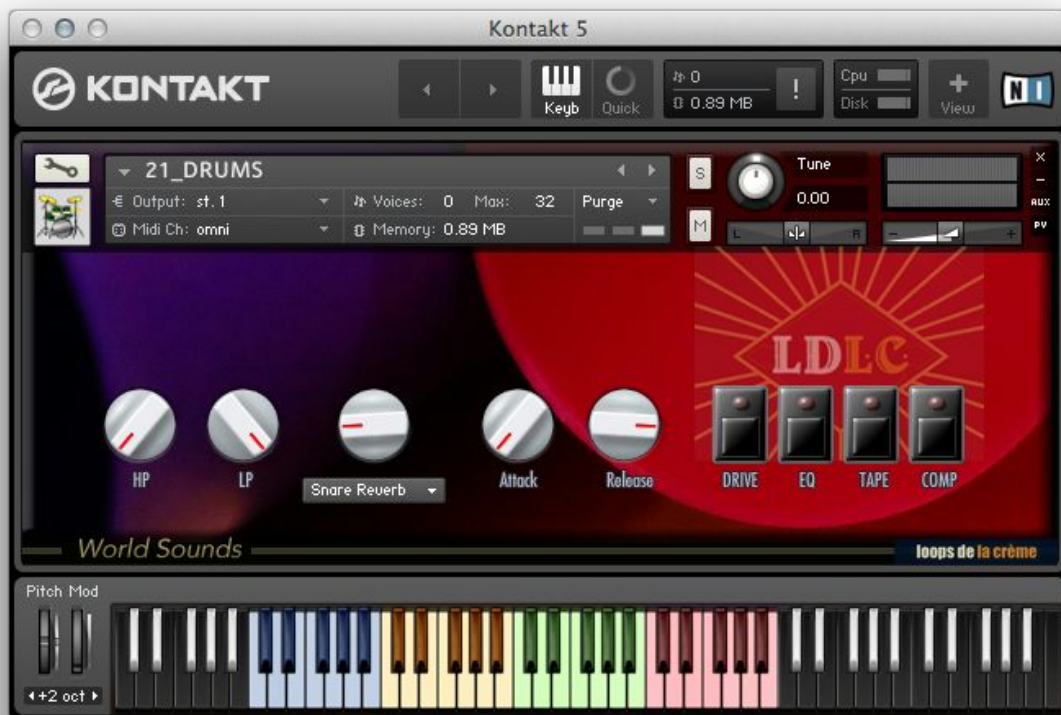 Kontakt 5
KONTAKT
Keyb
Quick
0
0.89 MB
!
Cpu
Disk
+
View
NI
21_DRUMS
Output: st. 1
Voices: 0 Max: 32
Purge
Midi Ch: omni
Memory: 0.89 MB
S
M
Tune
0.00
L
R
-
+
×
-
AUX
PV
LDLC
HP
LP
Snare Reverb
Attack
Release
DRIVE
EQ
TAPE
COMP
World Sounds
loops de la crème
Pitch Mod
+2 oct